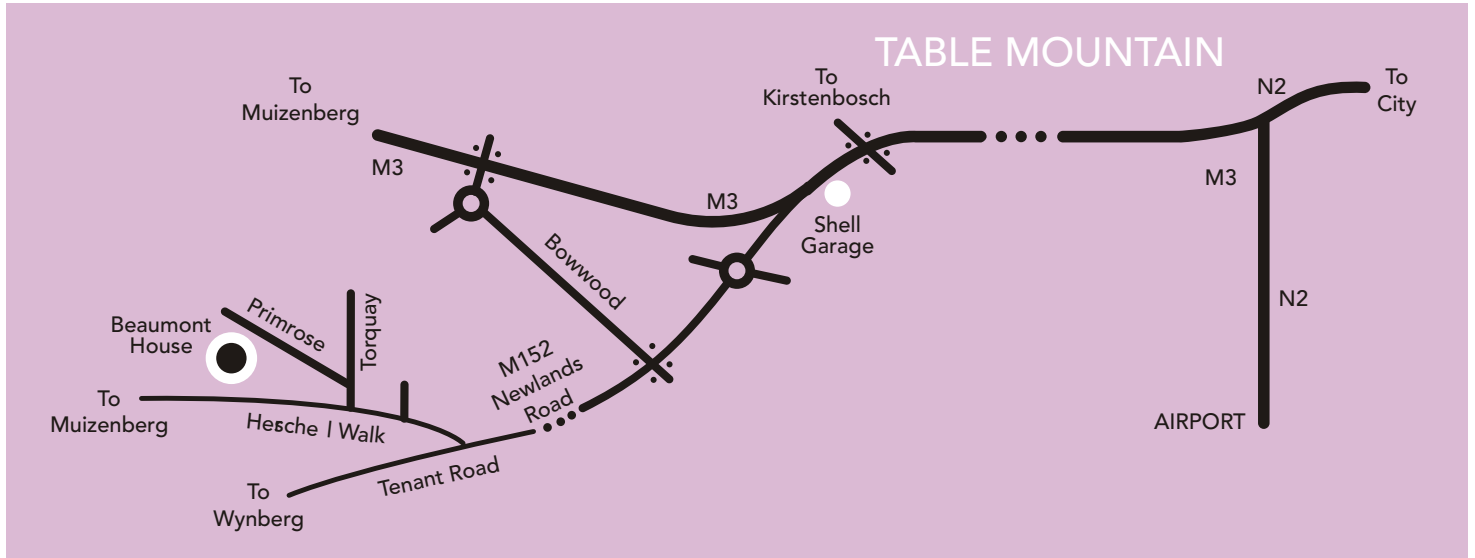 TABLE MOUNTAIN
To
Muizenberg
To
Kirstenbosch
N2
To
City
M3
M3
M3
Shell
Garage
Bowwood
N2
Beaumont
House
Primrose
Torquay
M152
Newlands
Road
To
Muizenberg
Hesche l Walk
AIRPORT
Tenant Road
To
Wynberg